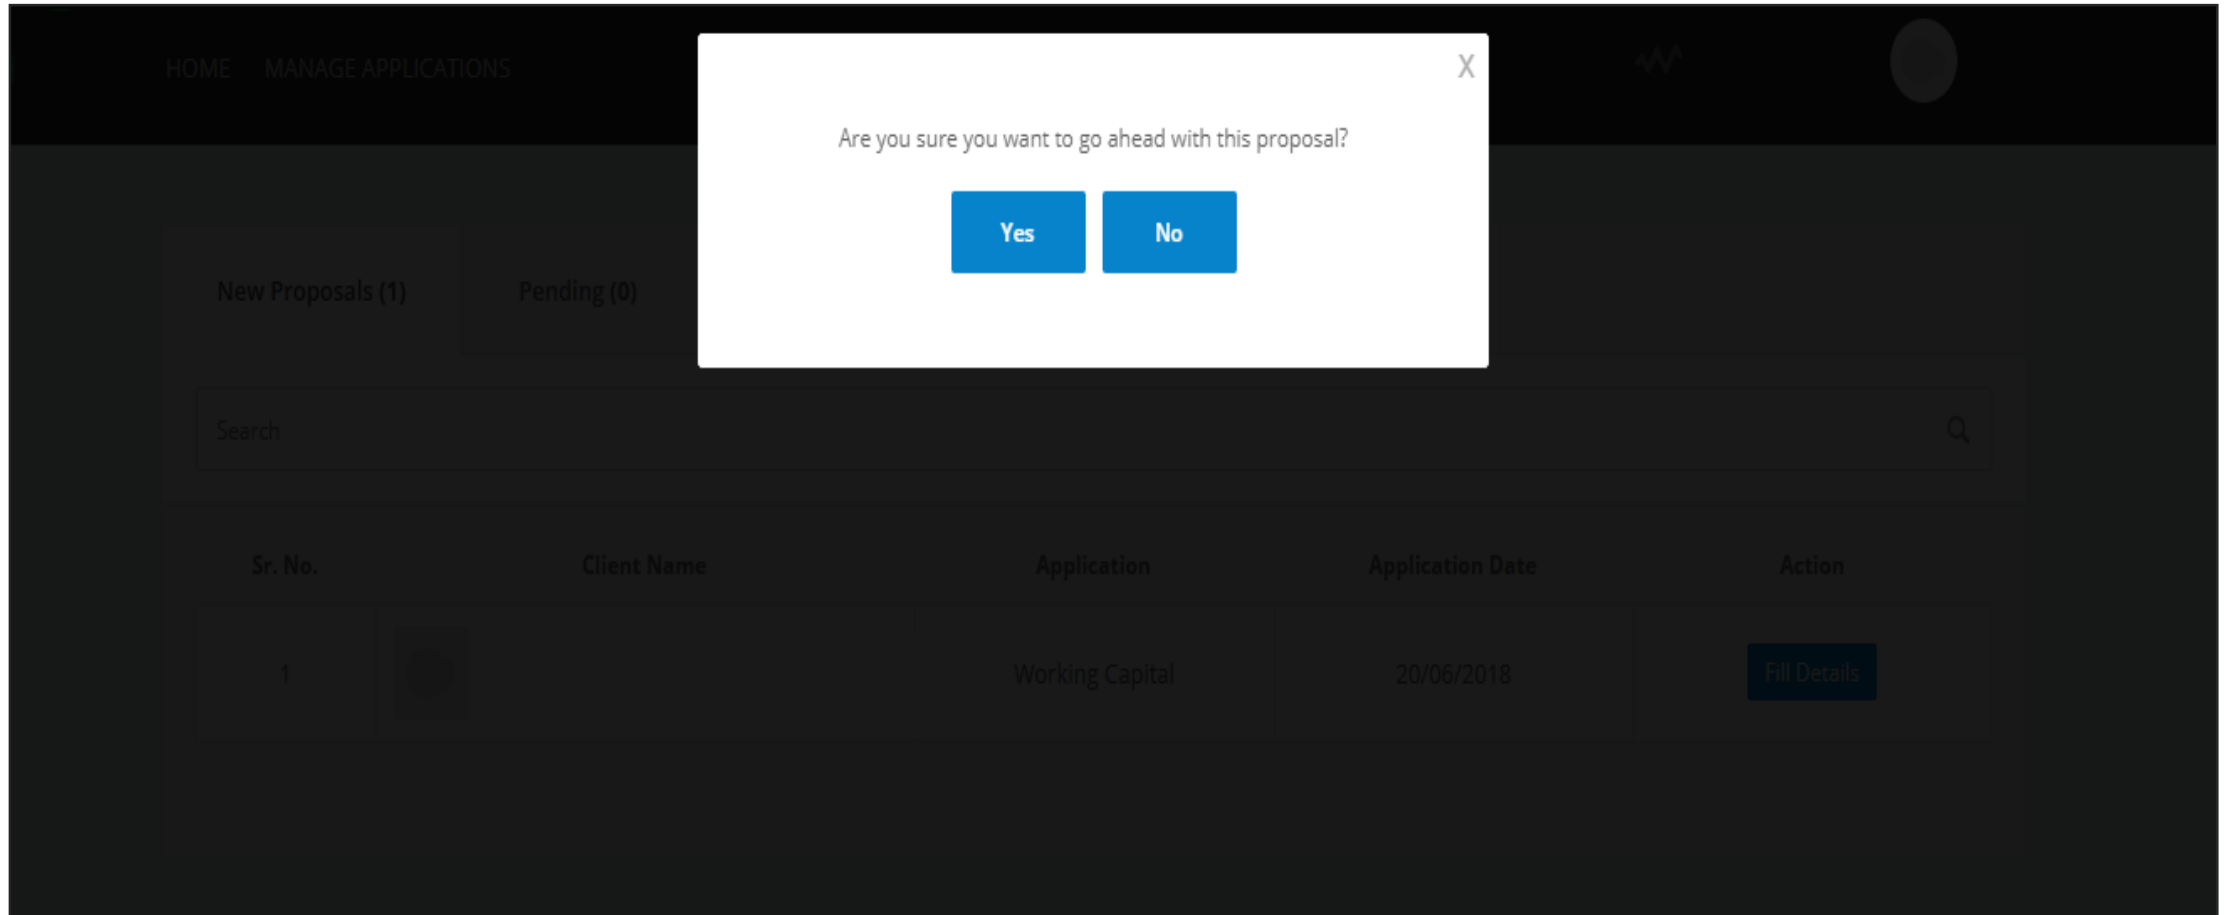 HOME MANAGE APPLICATIONS
X
Are you sure you want to go ahead with this proposal?
Yes No
New Proposals (1) Pending (0)
Search
Sr. No. Client Name Application Application Date Action
1 Working Capital 20/06/2018 Fill Details